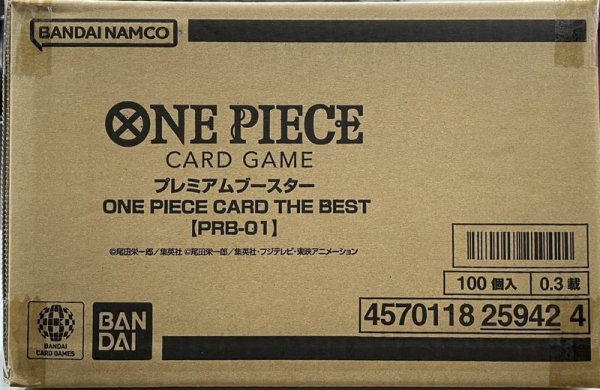 BANDAI NAMCO
ONE PIECE
CARD GAME
プレミアムブースター
ONE PIECE CARD THE BEST
【PRB-01】
©尾田栄一郎/集英社 ©尾田栄一郎/集英社・フジテレビ・東映アニメーション
100 個入 0.3 載
4570118 25942 4
BANDAI
CARD GAMES
BAN
DAI